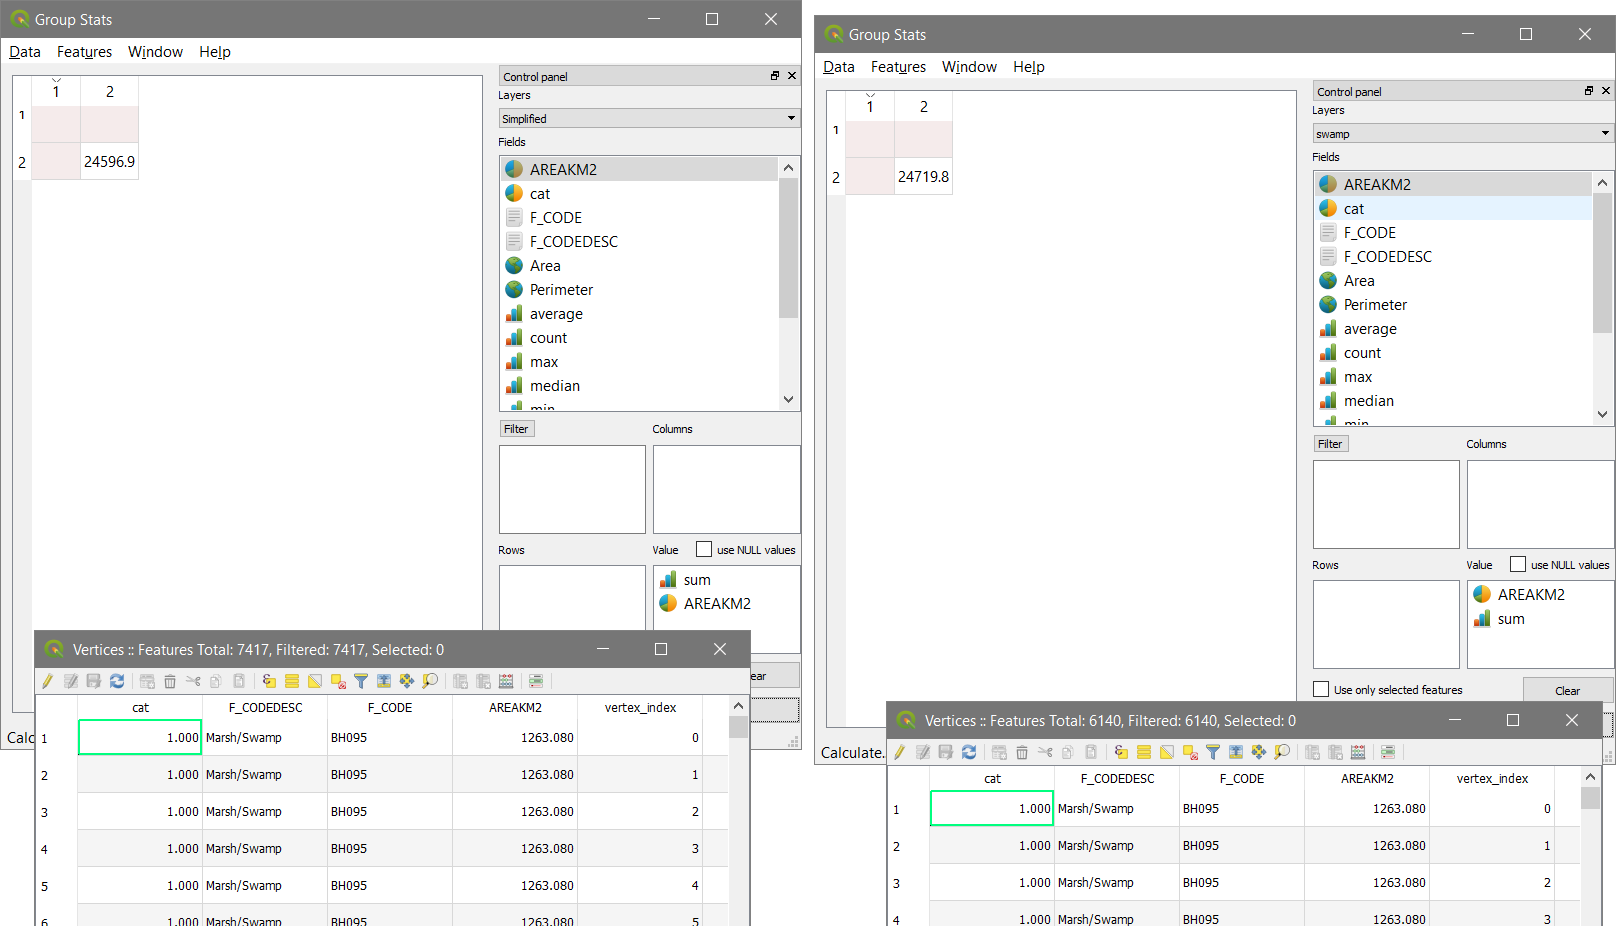 Group Stats
Data Features Window Help
1 2
1
2 24596.9
Control panel
Layers
Simplified
Fields
AREAKM2
cat
F_CODE
F_CODEDESC
Area
Perimeter
average
count
max
median
min
Filter Columns
Rows Value use NULL values
sum
AREAKM2
ear
Calc
Vertices :: Features Total: 7417, Filtered: 7417, Selected: 0
cat F_CODEDESC F_CODE AREAKM2 vertex_index
1 1.000 Marsh/Swamp BH095 1263.080 0
2 1.000 Marsh/Swamp BH095 1263.080 1
3 1.000 Marsh/Swamp BH095 1263.080 2
4 1.000 Marsh/Swamp BH095 1263.080 3
5 1.000 Marsh/Swamp BH095 1263.080 4
6 1.000 Marsh/Swamp BH095 1263.080 5
Group Stats
Data Features Window Help
1 2
1
2 24719.8
Control panel
Layers
swamp
Fields
AREAKM2
cat
F_CODE
F_CODEDESC
Area
Perimeter
average
count
max
median
min
Filter Columns
Rows Value use NULL values
AREAKM2
sum
Use only selected features Clear
Calculate.
Vertices :: Features Total: 6140, Filtered: 6140, Selected: 0
cat F_CODEDESC F_CODE AREAKM2 vertex_index
1 1.000 Marsh/Swamp BH095 1263.080 0
2 1.000 Marsh/Swamp BH095 1263.080 1
3 1.000 Marsh/Swamp BH095 1263.080 2
4 1.000 Marsh/Swamp BH095 1263.080 3